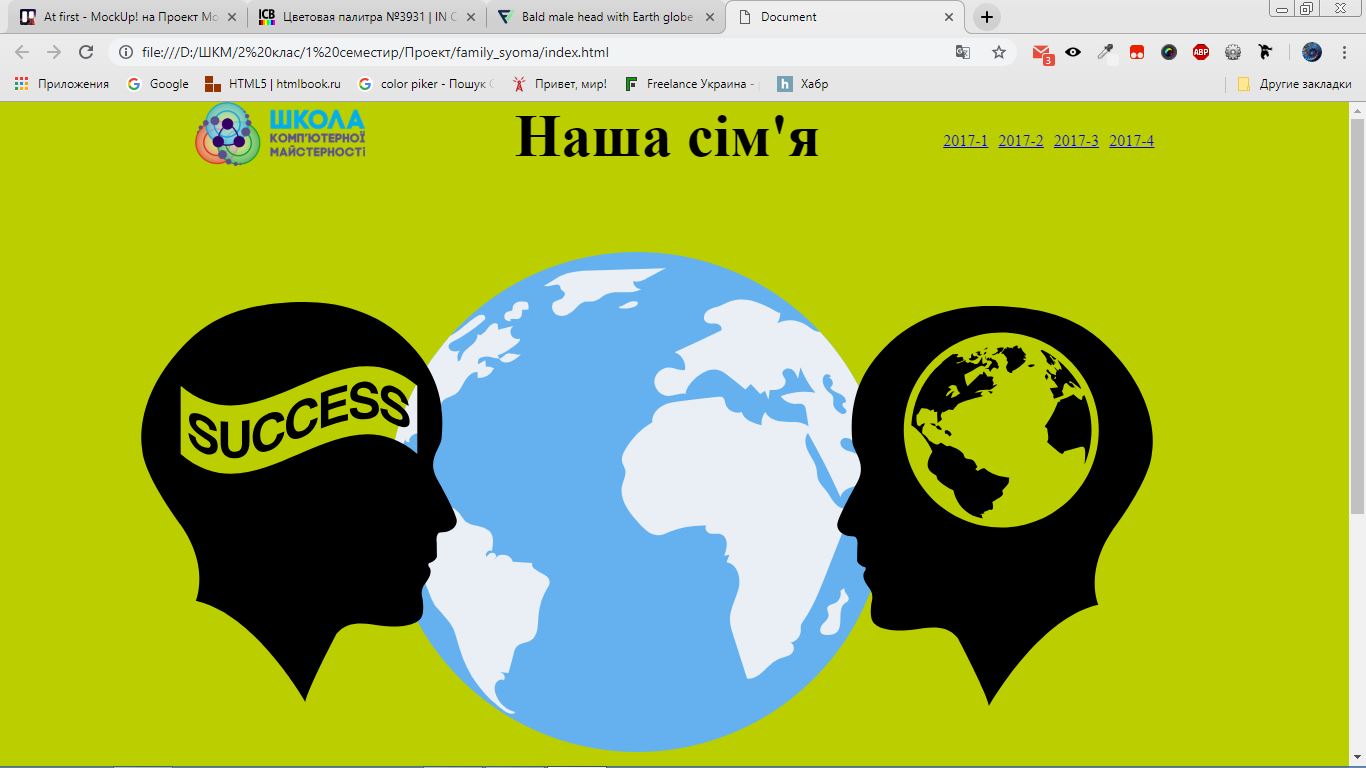 At first - MockUp! на Проект Mo
Цветовая палитра №3931 | IN C
Bald male head with Earth globe
Document
file:///D:/ШКМ/2%20клас/1%20семестир/Проект/family_syoma/index.html
3
ABP
Приложения
Google
HTML5 | htmlbook.ru
color piker - Пошук G
Привет, мир!
Freelance Украина -
Хабр
Другие закладки
ШКОЛА
КОМП'ЮТЕРНОЇ
МАЙСТЕРНОСТІ
Наша сім'я
2017-1 2017-2 2017-3 2017-4
SUCCESS